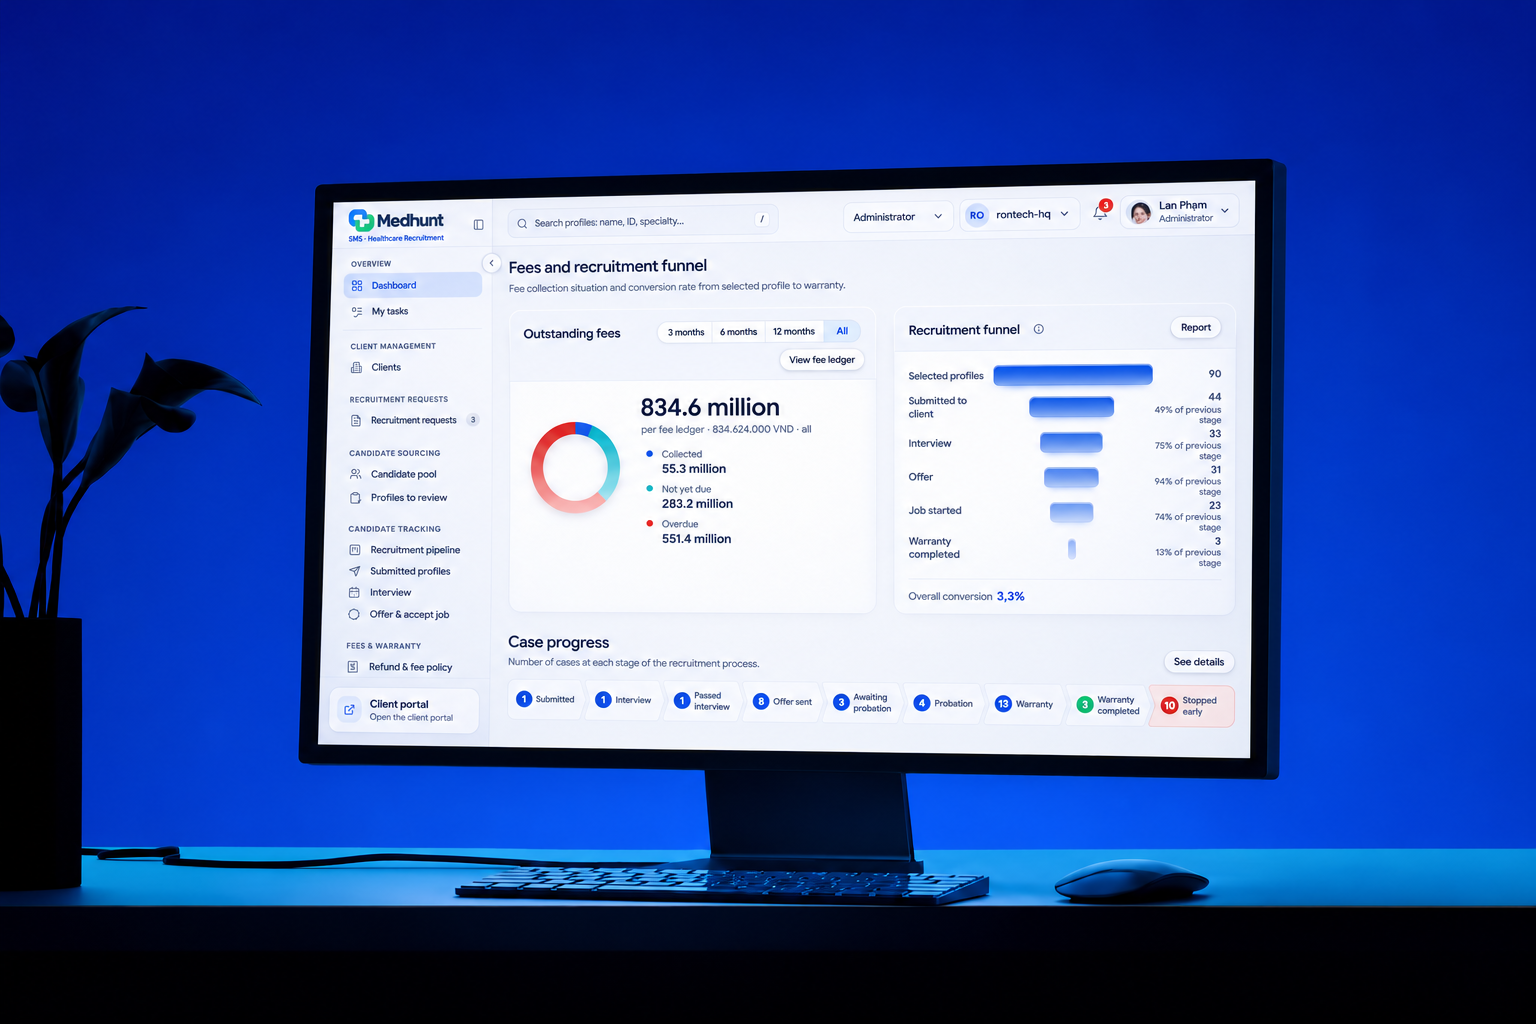 Medhunt
SMS - Healthcare Recruitment
Search profiles: name, ID, specialty...
/
Administrator
RO
rontech-hq
3
Lan Phạm
Administrator
OVERVIEW
Dashboard
My tasks
CLIENT MANAGEMENT
Clients
RECRUITMENT REQUESTS
Recruitment requests
3
CANDIDATE SOURCING
Candidate pool
Profiles to review
CANDIDATE TRACKING
Recruitment pipeline
Submitted profiles
Interview
Offer & accept job
FEES & WARRANTY
Refund & fee policy
Client portal
Open the client portal
Fees and recruitment funnel
Fee collection situation and conversion rate from selected profile to warranty.
Outstanding fees
3 months
6 months
12 months
All
View fee ledger
834.6 million
per fee ledger · 834.624.000 VND · all
Collected
55.3 million
Not yet due
283.2 million
Overdue
551.4 million
Recruitment funnel
Report
Selected profiles
90
Submitted to
client
44
49% of previous
stage
Interview
33
75% of previous
stage
Offer
31
94% of previous
stage
Job started
23
74% of previous
stage
Warranty
completed
3
13% of previous
stage
Overall conversion 3,3%
Case progress
Number of cases at each stage of the recruitment process.
See details
1 Submitted
1 Interview
1 Passed
interview
8 Offer sent
3 Awaiting
probation
4 Probation
13 Warranty
3 Warranty
completed
10 Stopped
early